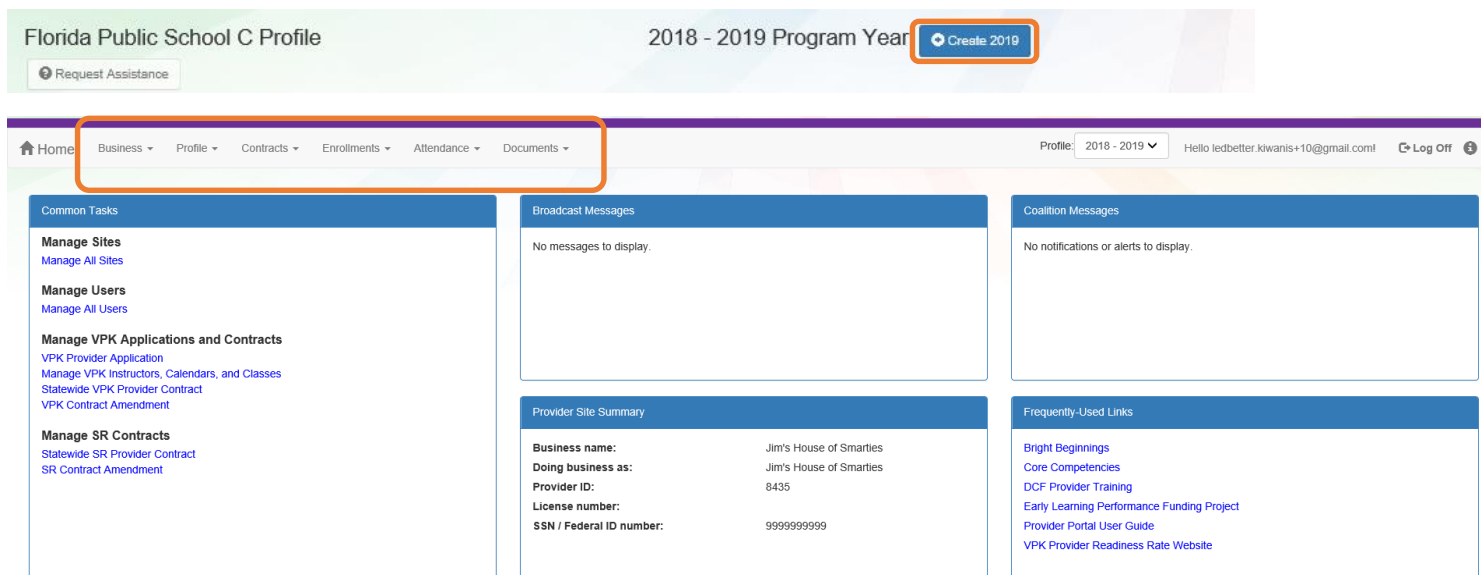 Florida Public School C Profile
2018 - 2019 Program Year
Create 2019
Request Assistance
Home Business Profile Contracts Enrollments Attendance Documents
Profile: 2018 - 2019 Hello ledbetter.kiwanis+10@gmail.com! Log Off
Common Tasks
Manage Sites
Manage All Sites
Manage Users
Manage All Users
Manage VPK Applications and Contracts
VPK Provider Application
Manage VPK Instructors, Calendars, and Classes
Statewide VPK Provider Contract
VPK Contract Amendment
Manage SR Contracts
Statewide SR Provider Contract
SR Contract Amendment
Broadcast Messages
No messages to display.
Coalition Messages
No notifications or alerts to display.
Provider Site Summary
Business name: Jim's House of Smarties
Doing business as: Jim's House of Smarties
Provider ID: 8435
License number:
SSN / Federal ID number: 9999999999
Frequently-Used Links
Bright Beginnings
Core Competencies
DCF Provider Training
Early Learning Performance Funding Project
Provider Portal User Guide
VPK Provider Readiness Rate Website